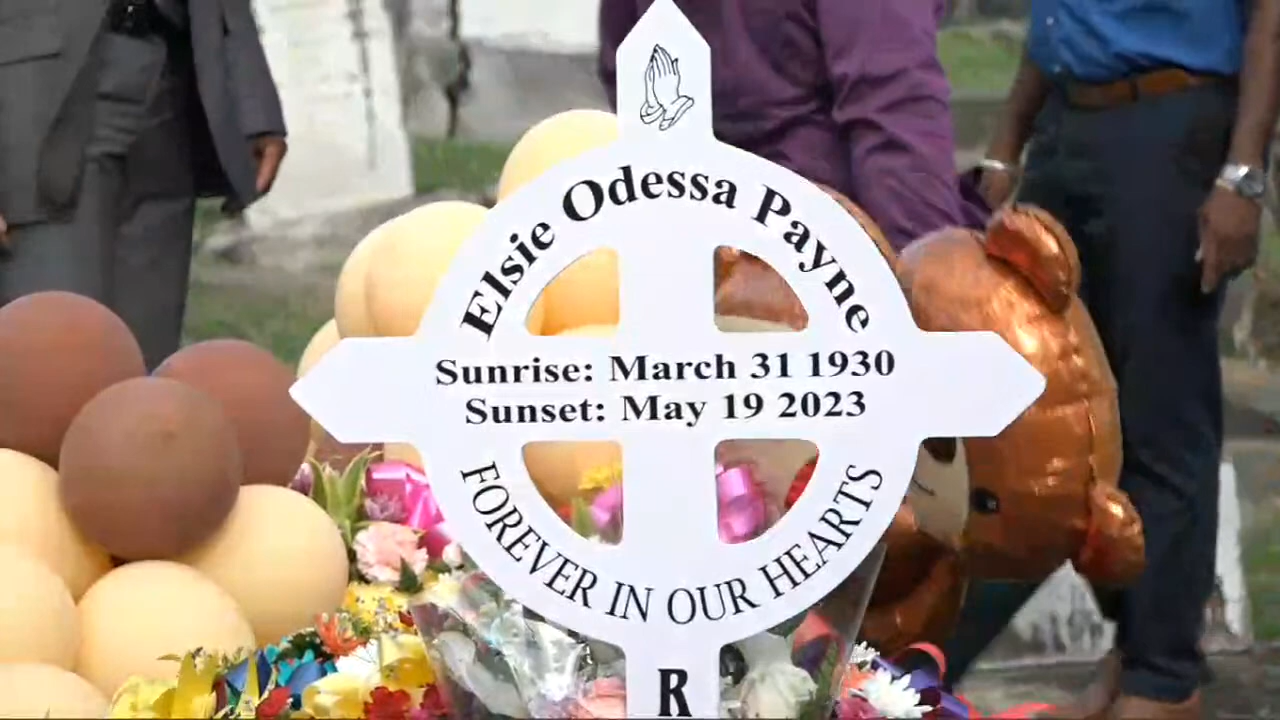 Elsie Odessa Payne
Sunrise: March 31 1930
Sunset: May 19 2023
FOREVER IN OUR HEARTS
R